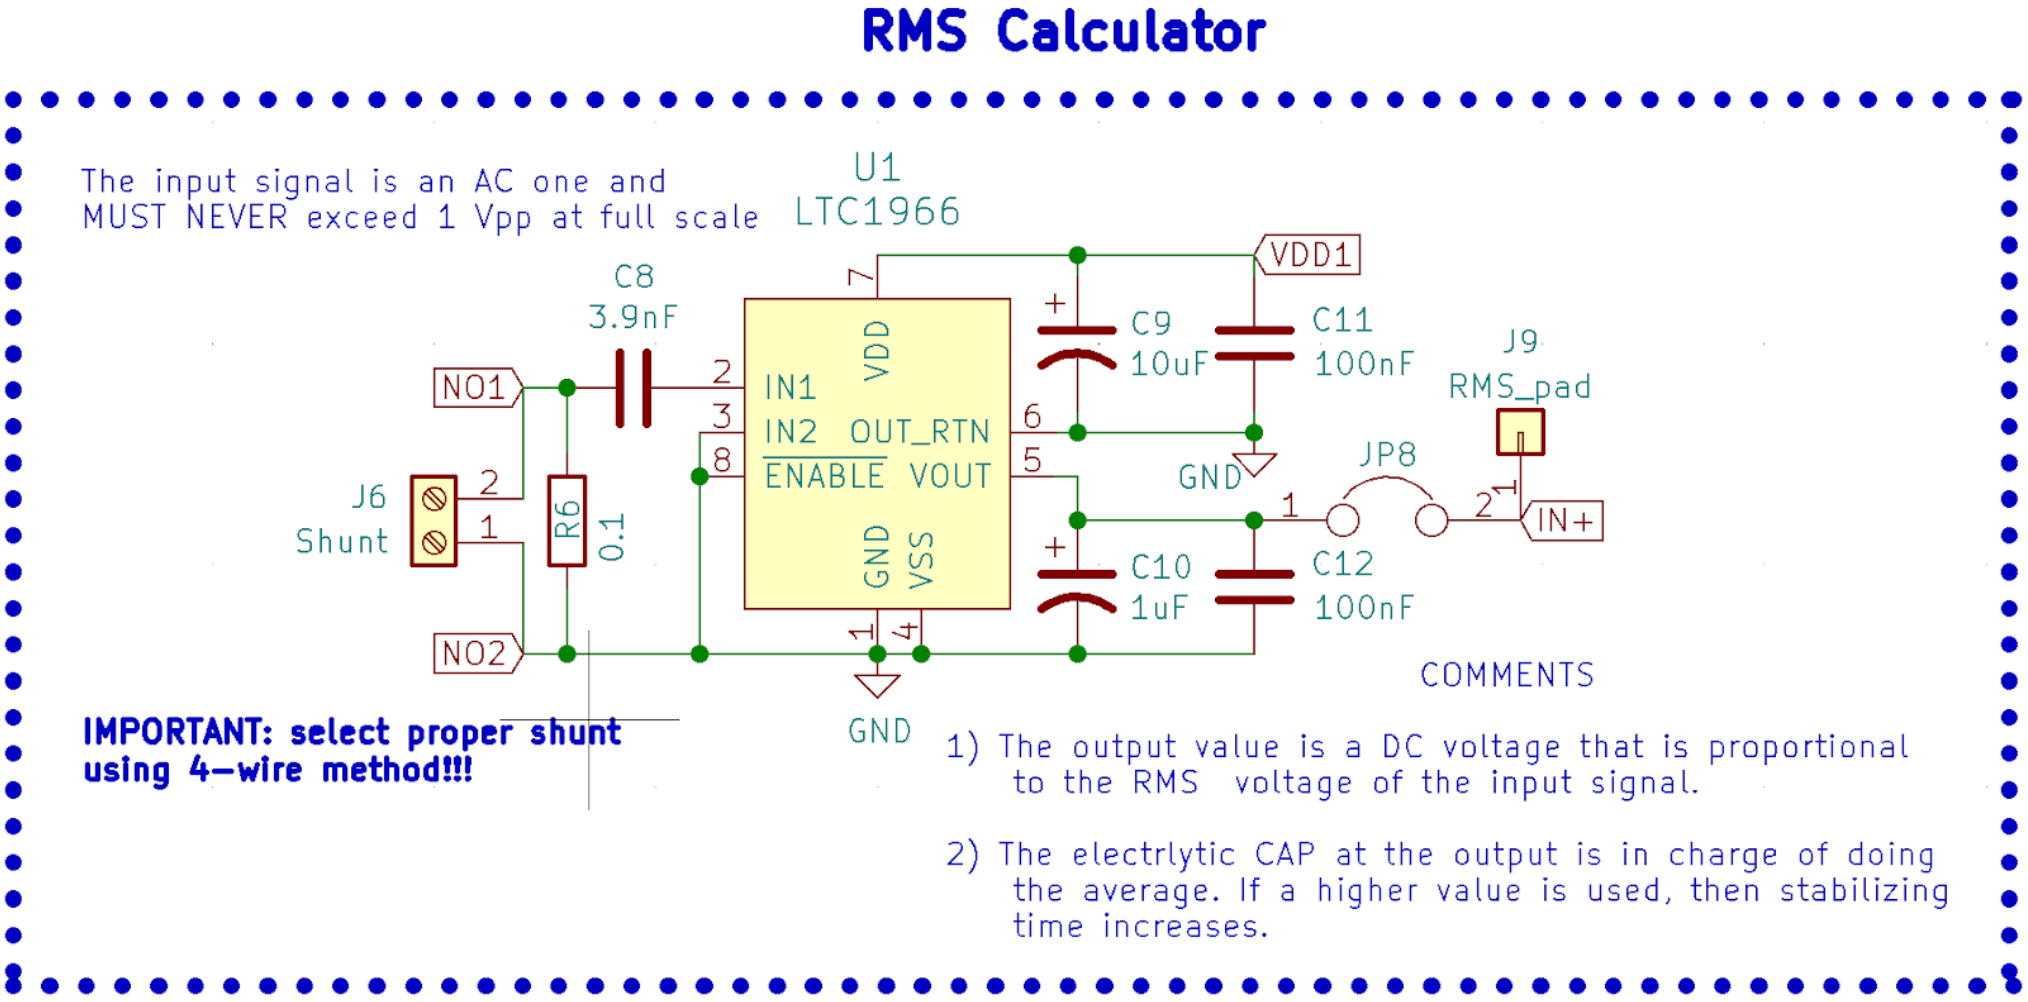 RMS Calculator
The input signal is an AC one and
MUST NEVER exceed 1 Vpp at full scale
U1
LTC1966
VDD1
7
VDD
C8
3.9nF
+
C9
10uF
C11
100nF
J9
RMS_pad
NO1
2
IN1
3
IN2
OUT_RTN
6
8
ENABLE
VOUT
5
GND
JP8
1
2
1
IN+
J6
Shunt
2
1
R6
0.1
GND
VSS
1
4
+
C10
1uF
C12
100nF
NO2
GND
IMPORTANT: select proper shunt
using 4-wire method!!!
COMMENTS
1) The output value is a DC voltage that is proportional
to the RMS voltage of the input signal.
2) The electrlytic CAP at the output is in charge of doing
the average. If a higher value is used, then stabilizing
time increases.